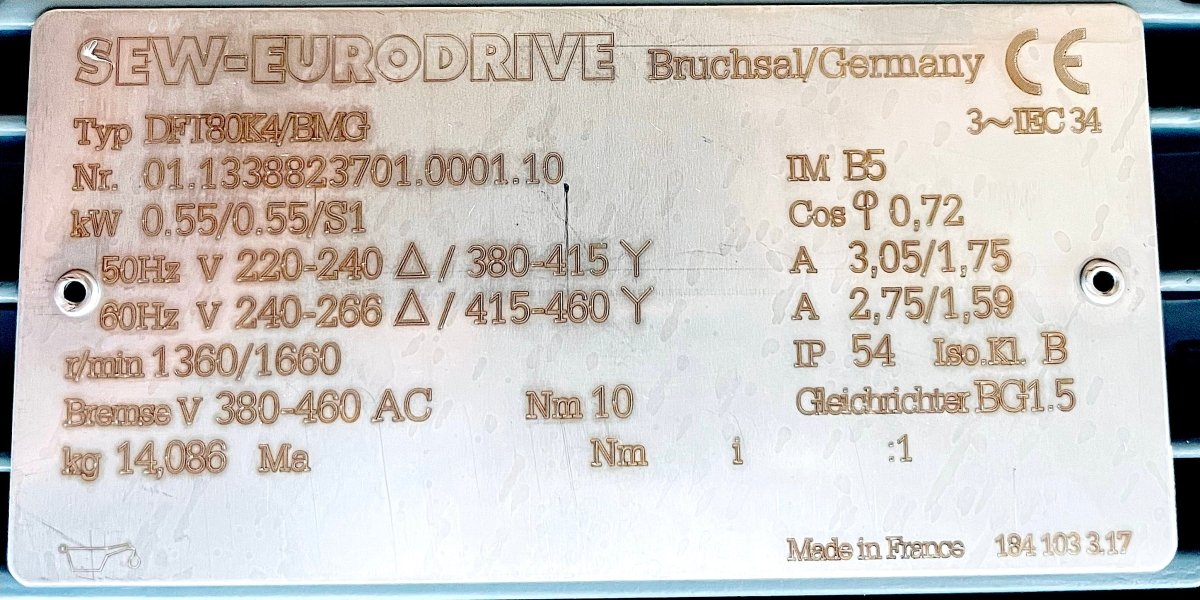 SEW-EURODRIVE Bruchsal/Germany CE
3~IEC 34
Typ DFT80K4/BMG
Nr. 01.1338823701.0001.10 IM B5
kW 0.55/0.55/S1 Cos φ 0,72
50Hz V 220-240 Δ / 380-415 Y A 3,05/1,75
60Hz V 240-266 Δ / 415-460 Y A 2,75/1,59
r/min 1360/1660 IP 54 Iso.Kl. B
Bremse V 380-460 AC Nm 10 Gleichrichter BG1.5
kg 14,086 Ma Nm i :1
Made in France 184 103 3.17